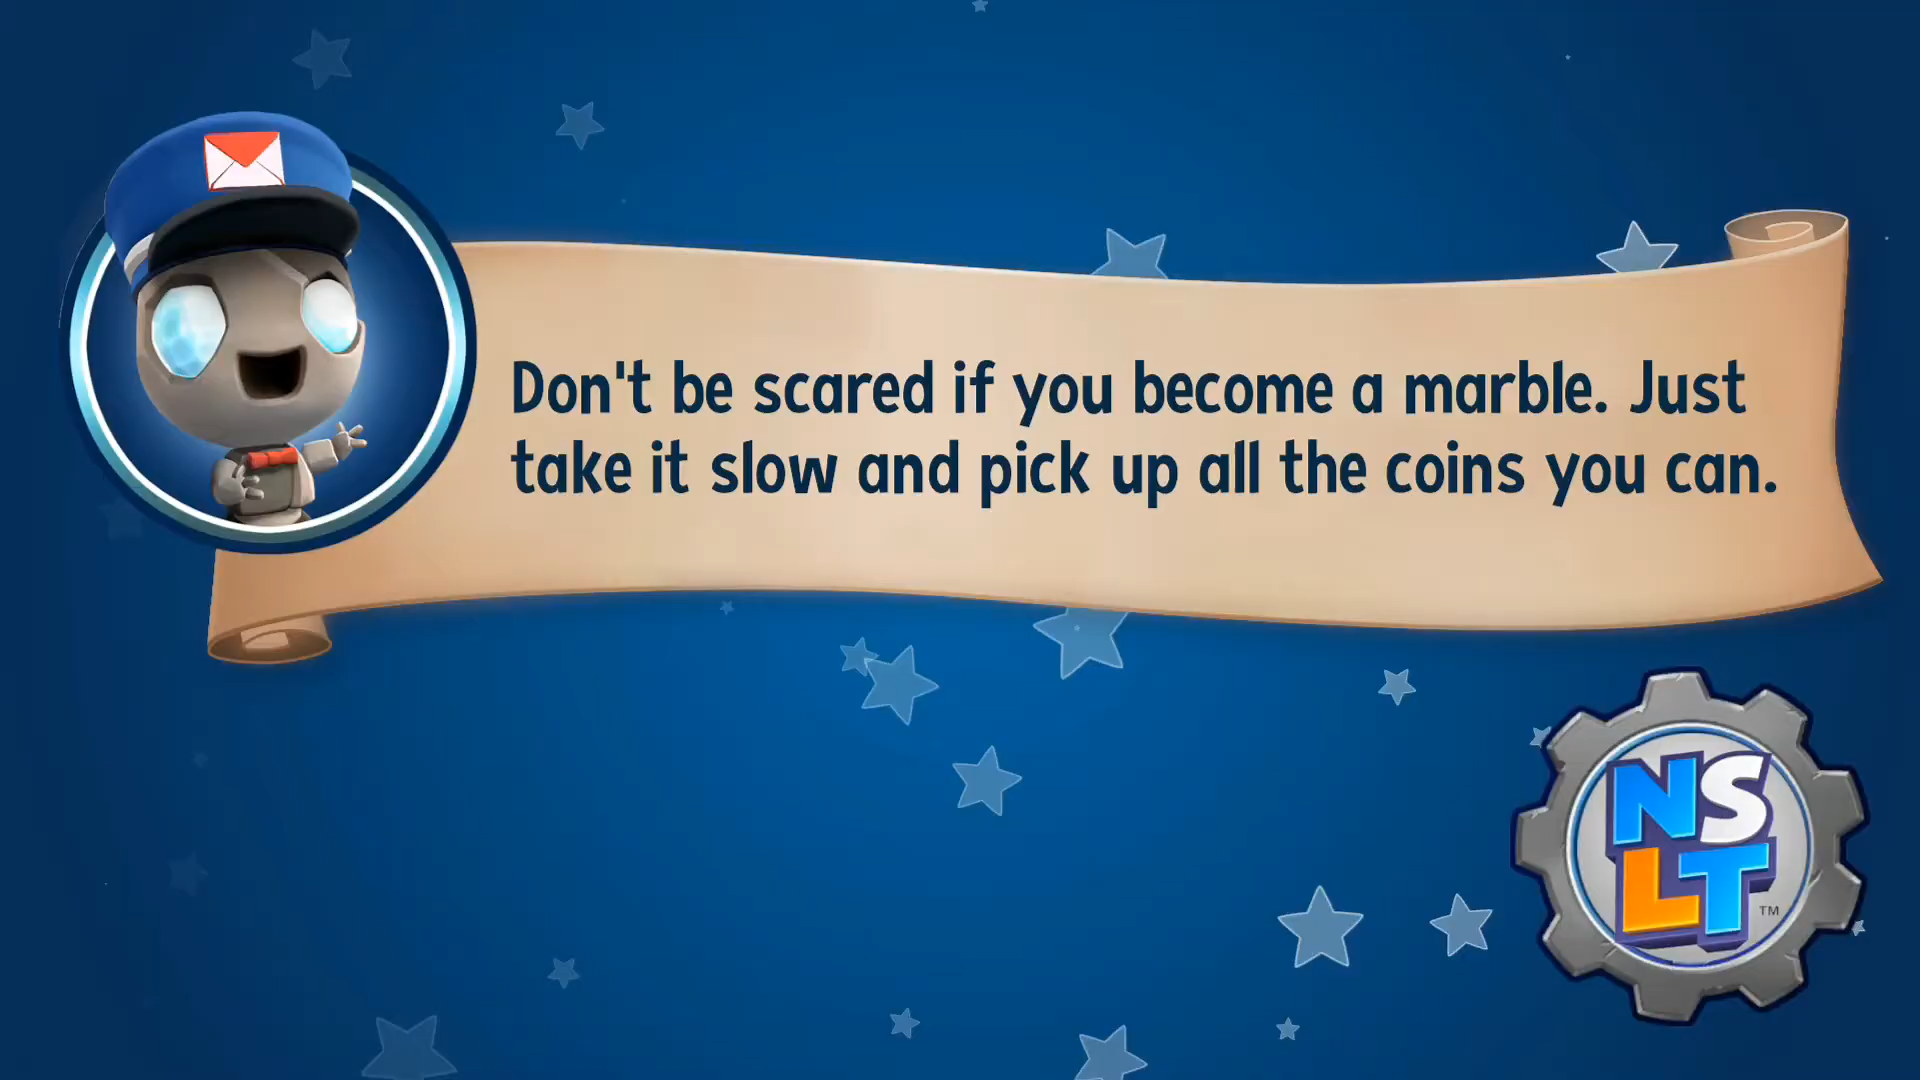 Don't be scared if you become a marble. Just
take it slow and pick up all the coins you can.
NS
LT
TM